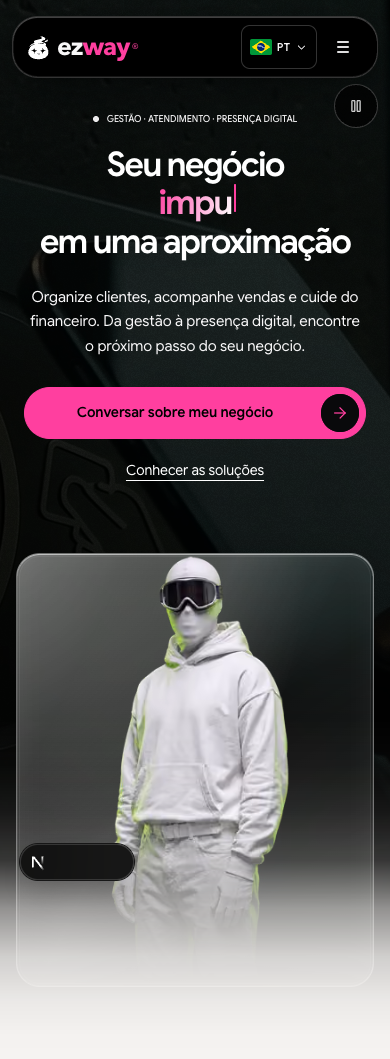 ezway®
PT
GESTÃO · ATENDIMENTO · PRESENÇA DIGITAL
Seu negócio
impu
em uma aproximação
Organize clientes, acompanhe vendas e cuide do
financeiro. Da gestão à presença digital, encontre
o próximo passo do seu negócio.
Conversar sobre meu negócio
Conhecer as soluções
N